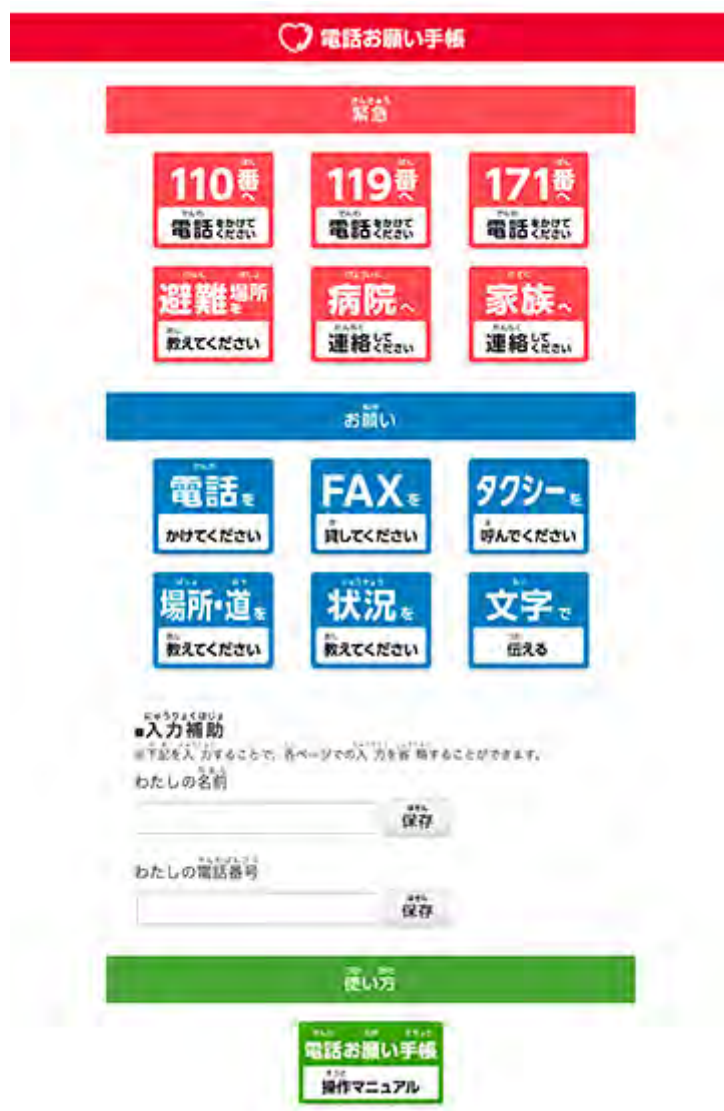 電話お願い手帳
緊急
110番へ
電話をかけてください
119番へ
電話をかけてください
171番へ
電話をかけてください
避難場所を
教えてください
病院へ
連絡してください
家族へ
連絡してください
お願い
電話を
かけてください
FAXを
貸してください
タクシーを
呼んでください
場所・道を
教えてください
状況を
教えてください
文字で
伝える
にゅうりょくほじょ
■入力補助
※下記を入力することで、各ページでの入力を省略することができます。
わたしの名前
保存
わたしの電話番号
保存
使い方
電話お願い手帳
操作マニュアル